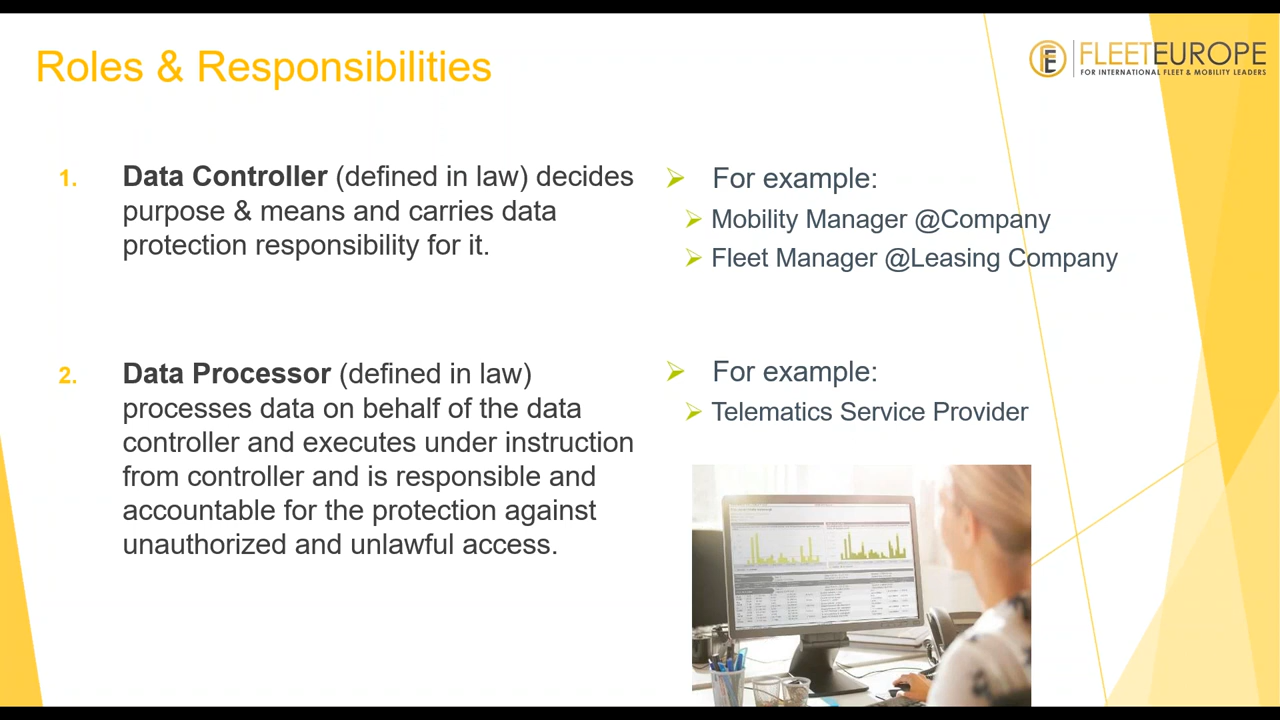 Roles & Responsibilities
FLEETEUROPE
FOR INTERNATIONAL FLEET & MOBILITY LEADERS
1. Data Controller (defined in law) decides
purpose & means and carries data
protection responsibility for it.
For example:
Mobility Manager @Company
Fleet Manager @Leasing Company
2. Data Processor (defined in law)
processes data on behalf of the data
controller and executes under instruction
from controller and is responsible and
accountable for the protection against
unauthorized and unlawful access.
For example:
Telematics Service Provider